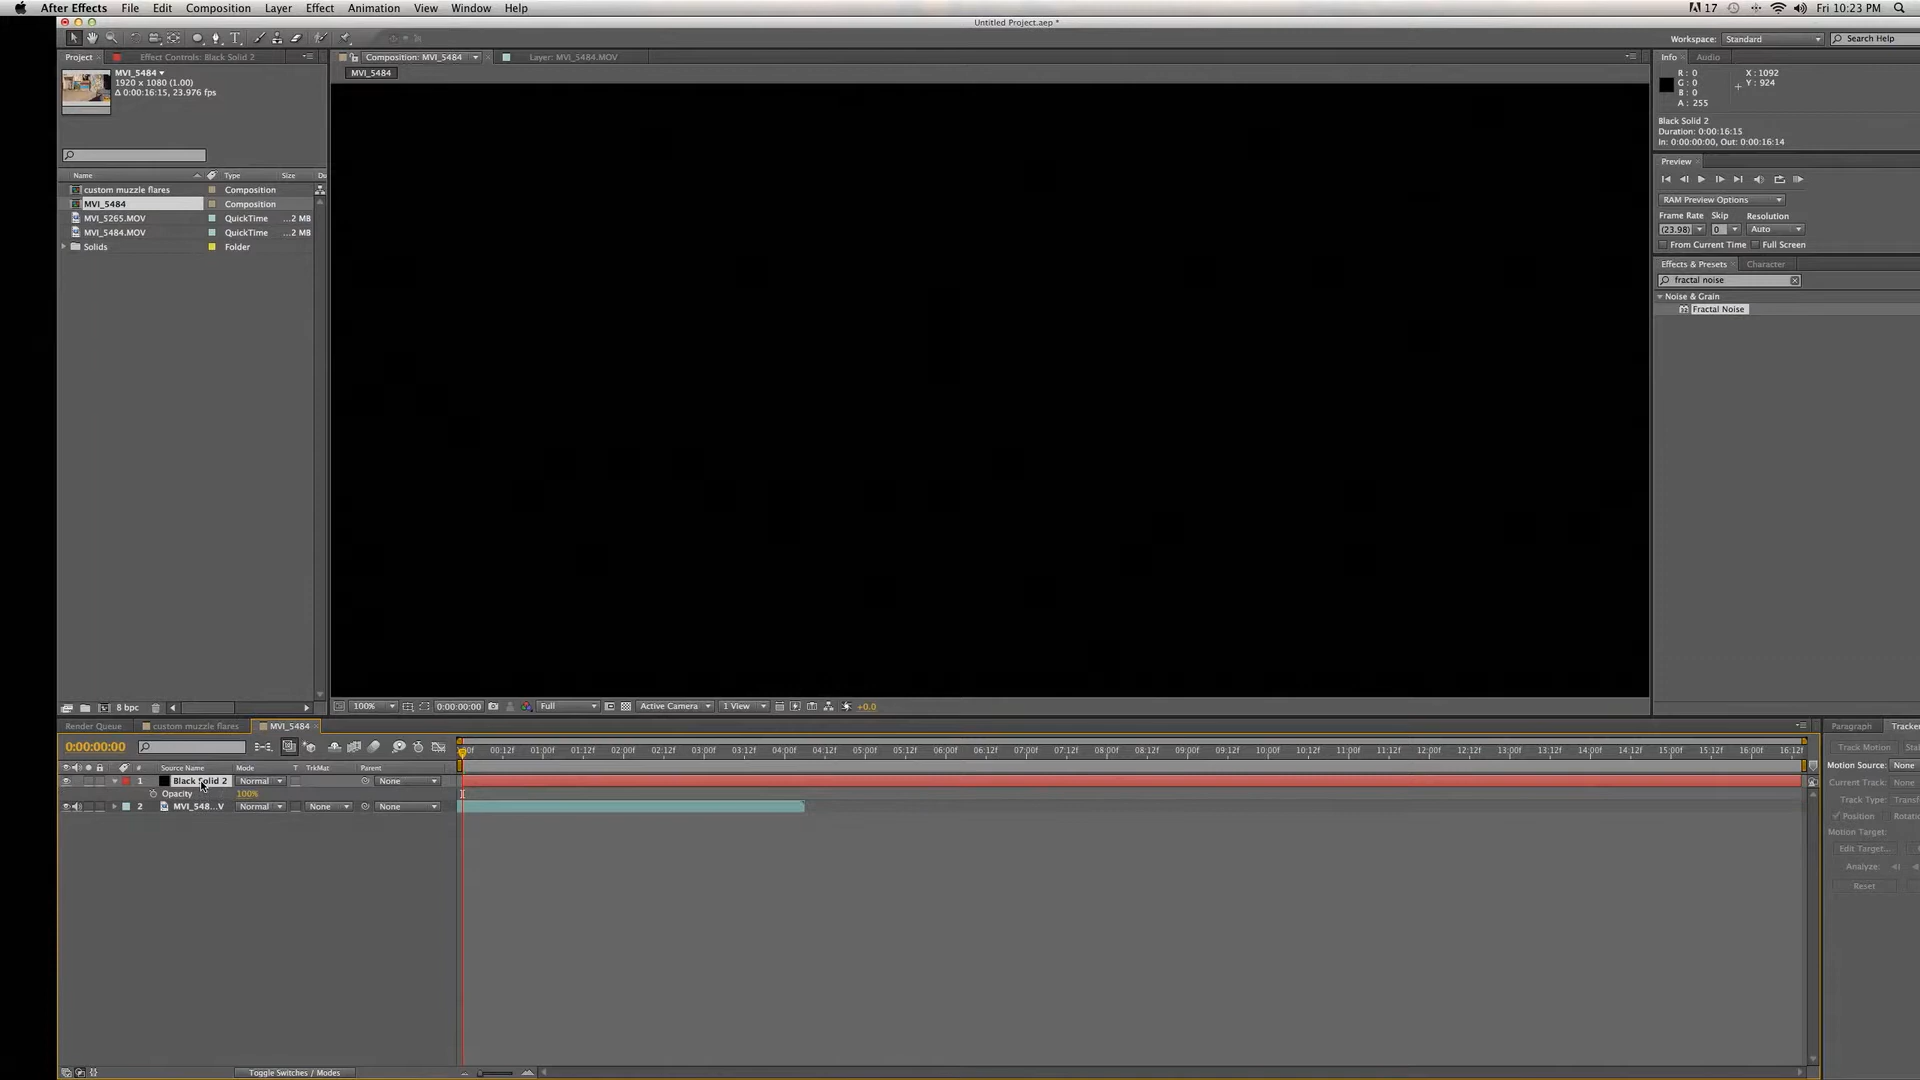 After Effects File Edit Composition Layer Effect Animation View Window Help
17 Fri 10:23 PM
Untitled Project.aep *
Workspace: Standard Search Help
Project Effect Controls: Black Solid 2 Composition: MVI_5484 Layer: MVI_5484.MOV Info Audio
MVI_5484
MVI_5484
1920 x 1080 (1.00)
Δ 0:00:16:15, 23.976 fps
R : 0 X : 1092
G : 0 Y : 924
B : 0
A : 255
Black Solid 2
Duration: 0:00:16:15
In: 0:00:00:00, Out: 0:00:16:14
Preview
Name Type Size Du
custom muzzle flares Composition
MVI_5484 Composition
MVI_5265.MOV QuickTime ...2 MB
MVI_5484.MOV QuickTime ...2 MB
Solids Folder
RAM Preview Options
Frame Rate Skip Resolution
(23.98) 0 Auto
From Current Time Full Screen
Effects & Presets Character
fractal noise
Noise & Grain
Fractal Noise
8 bpc 100% 0:00:00:00 Full Active Camera 1 View +0.0
Render Queue custom muzzle flares MVI_5484 Paragraph Tracker
0:00:00:00
:00f 00:12f 01:00f 01:12f 02:00f 02:12f 03:00f 03:12f 04:00f 04:12f 05:00f 05:12f 06:00f 06:12f 07:00f 07:12f 08:00f 08:12f 09:00f 09:12f 10:00f 10:12f 11:00f 11:12f 12:00f 12:12f 13:00f 13:12f 14:00f 14:12f 15:00f 15:12f 16:00f 16:12f
# Source Name Mode T TrkMat Parent
1 Black Solid 2 Normal None
Opacity 100%
2 MVI_548...V Normal None None
Track Motion Sta
Motion Source: None
Current Track: None
Track Type: Transf
Position Rotatio
Motion Target:
Edit Target...
Analyze:
Reset
Toggle Switches / Modes